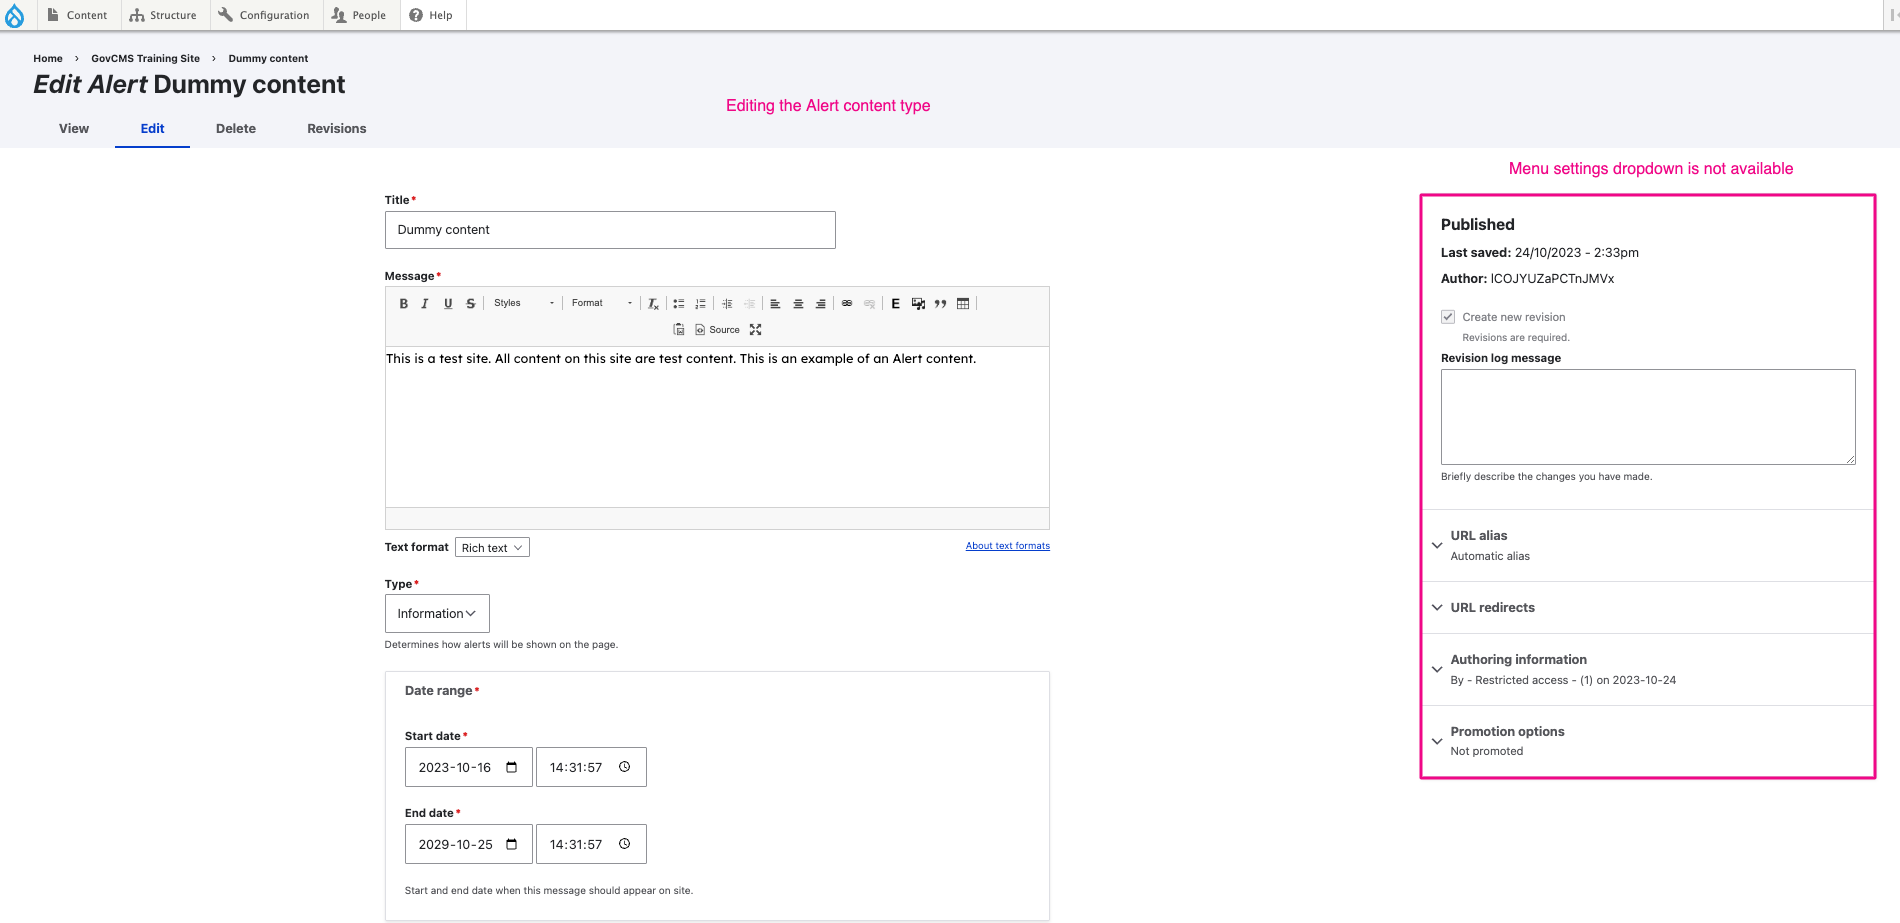 Content Structure Configuration People Help
Home › GovCMS Training Site › Dummy content
Edit Alert Dummy content
Editing the Alert content type
View Edit Delete Revisions
Menu settings dropdown is not available
Title*
Dummy content
Message*
B I U S Styles Format Tx E
Source
This is a test site. All content on this site are test content. This is an example of an Alert content.
Text format Rich text About text formats
Type*
Information
Determines how alerts will be shown on the page.
Date range*
Start date*
2023-10-16 14:31:57
End date*
2029-10-25 14:31:57
Start and end date when this message should appear on site.
Published
Last saved: 24/10/2023 - 2:33pm
Author: lCOJYUZaPCTnJMVx
Create new revision
Revisions are required.
Revision log message
Briefly describe the changes you have made.
URL alias
Automatic alias
URL redirects
Authoring information
By - Restricted access - (1) on 2023-10-24
Promotion options
Not promoted